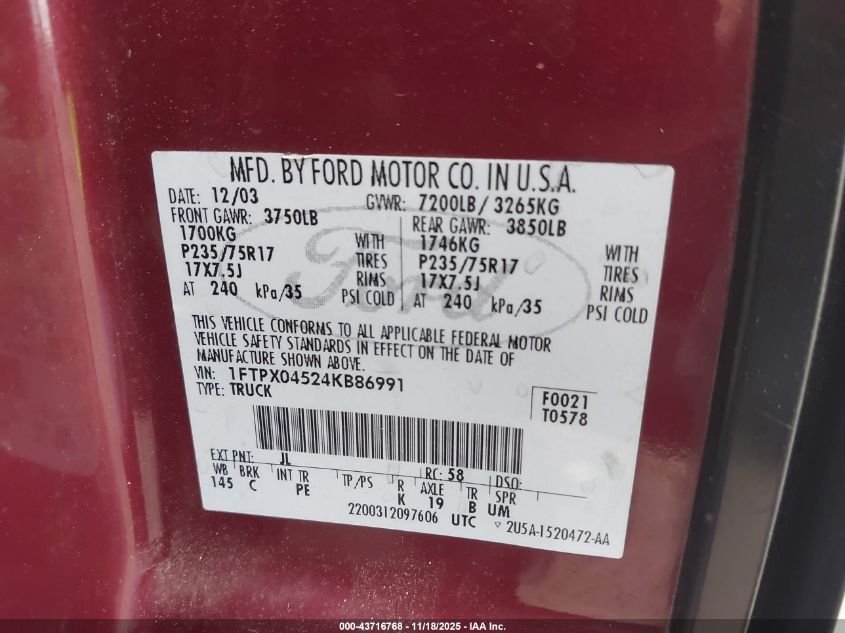 MFD. BY FORD MOTOR CO. IN U.S.A.
DATE: 12/03 GVWR: 7200LB/ 3265KG
FRONT GAWR: 3750LB REAR GAWR: 3850LB
1700KG WITH 1746KG WITH
P235/75R17 TIRES P235/75R17 TIRES
17X7.5J RIMS 17X7.5J RIMS
AT 240 kPa/35 PSI COLD AT 240 kPa/35 PSI COLD
Ford
THIS VEHICLE CONFORMS TO ALL APPLICABLE FEDERAL MOTOR
VEHICLE SAFETY STANDARDS IN EFFECT ON THE DATE OF
MANUFACTURE SHOWN ABOVE.
VIN: 1FTPX04524KB86991
TYPE: TRUCK
F0021
T0578
EXT PNT: JL RC: 58 DSO:
WB BRK INT TR TP/PS R AXLE TR SPR
145 C PE K 19 B UM
2200312097606 UTC ▽ 2U5A-1520472-AA
000-43716768 - 11/18/2025 - IAA Inc.